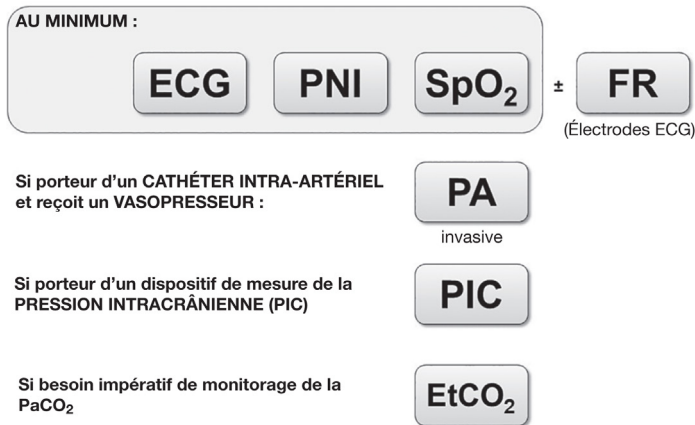 AU MINIMUM :
ECG PNI SpO₂ ± FR
(Électrodes ECG)
Si porteur d’un CATHÉTER INTRA-ARTÉRIEL
et reçoit un VASOPRESSEUR :
PA
invasive
Si porteur d’un dispositif de mesure de la
PRESSION INTRACRÂNIENNE (PIC)
PIC
Si besoin impératif de monitorage de la
PaCO₂
EtCO₂